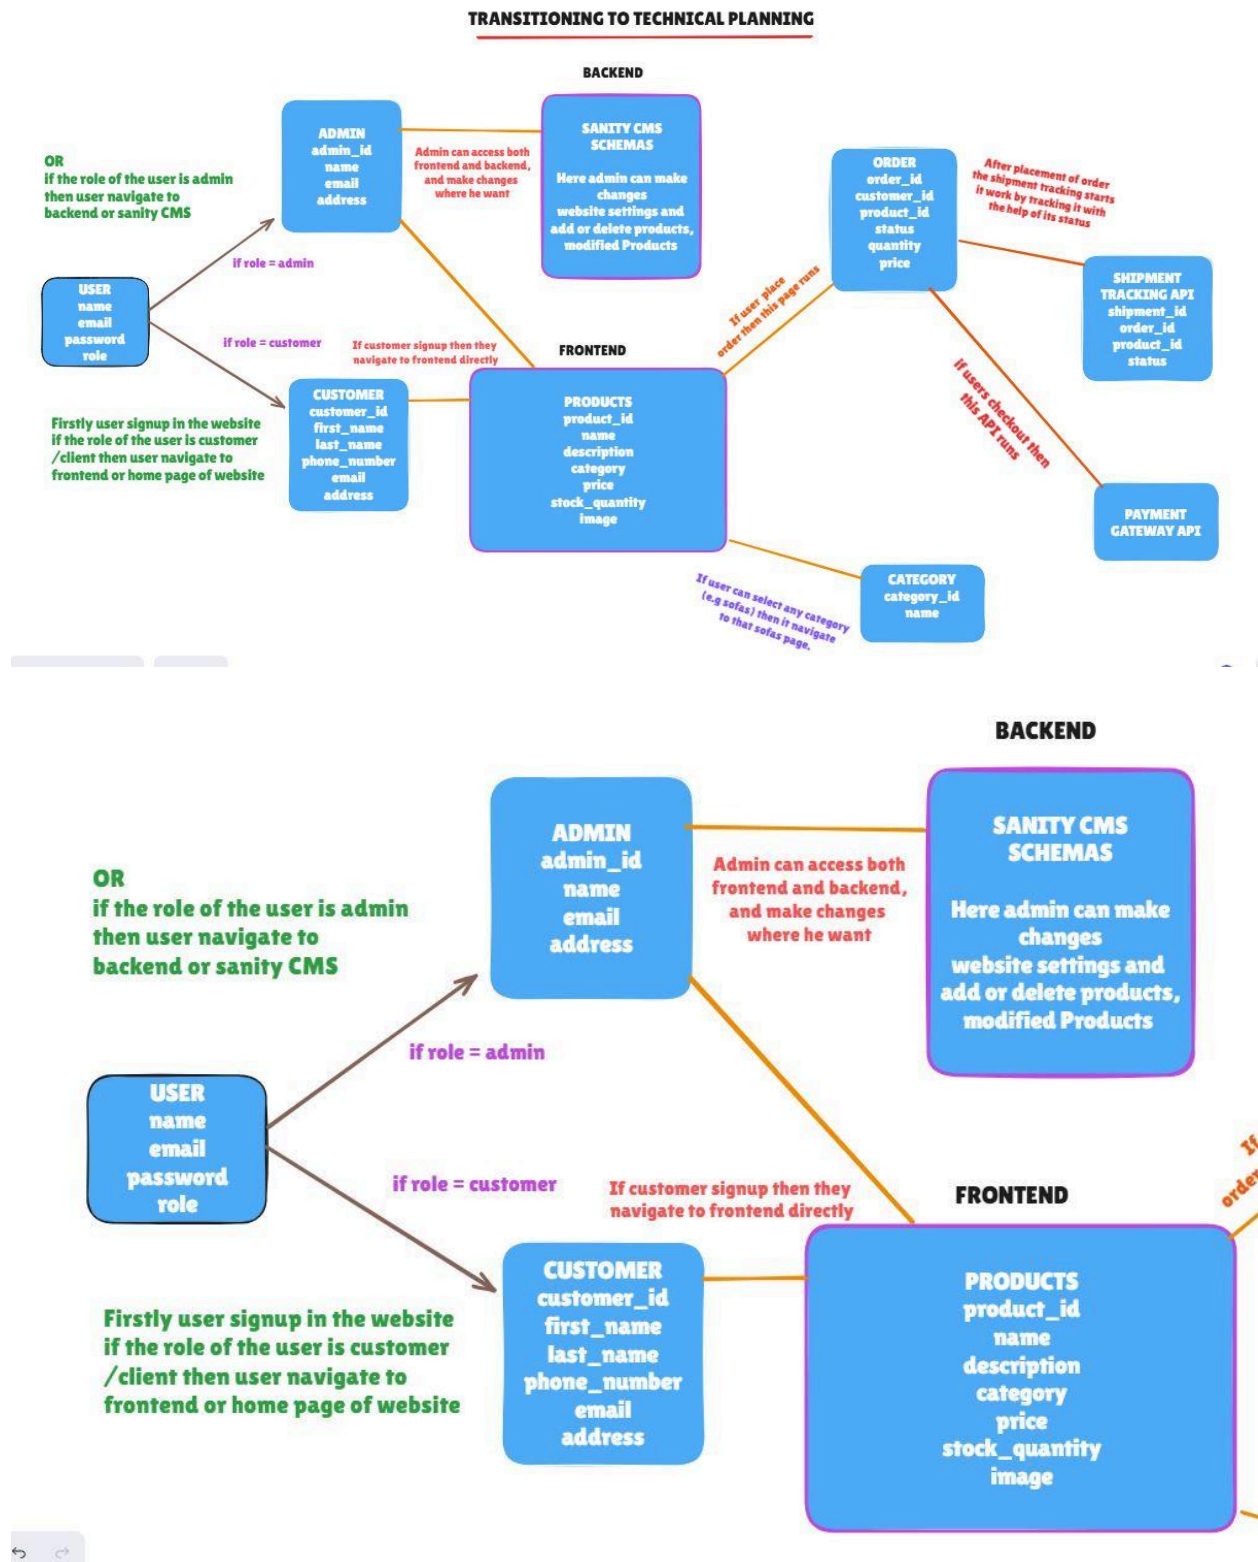 TRANSITIONING TO TECHNICAL PLANNING
BACKEND
ADMIN
admin_id
name
email
address
Admin can access both
frontend and backend,
and make changes
where he want
SANITY CMS
SCHEMAS
Here admin can make
changes
website settings and
add or delete products,
modified Products
OR
if the role of the user is admin
then user navigate to
backend or sanity CMS
if role = admin
USER
name
email
password
role
if role = customer
If customer signup then they
navigate to frontend directly
Firstly user signup in the website
if the role of the user is customer
/client then user navigate to
frontend or home page of website
CUSTOMER
customer_id
first_name
last_name
phone_number
email
address
FRONTEND
PRODUCTS
product_id
name
description
category
price
stock_quantity
image
If user place
order then this page runs
ORDER
order_id
customer_id
product_id
status
quantity
price
After placement of order
the shipment tracking starts
it work by tracking it with
the help of its status
SHIPMENT
TRACKING API
shipment_id
order_id
product_id
status
if users checkout then
this API runs
PAYMENT
GATEWAY API
If user can select any category
(e.g sofas) then it navigate
to that sofas page.
CATEGORY
category_id
name
BACKEND
ADMIN
admin_id
name
email
address
Admin can access both
frontend and backend,
and make changes
where he want
SANITY CMS
SCHEMAS
Here admin can make
changes
website settings and
add or delete products,
modified Products
OR
if the role of the user is admin
then user navigate to
backend or sanity CMS
if role = admin
USER
name
email
password
role
if role = customer
If customer signup then they
navigate to frontend directly
Firstly user signup in the website
if the role of the user is customer
/client then user navigate to
frontend or home page of website
CUSTOMER
customer_id
first_name
last_name
phone_number
email
address
FRONTEND
PRODUCTS
product_id
name
description
category
price
stock_quantity
image
If
order